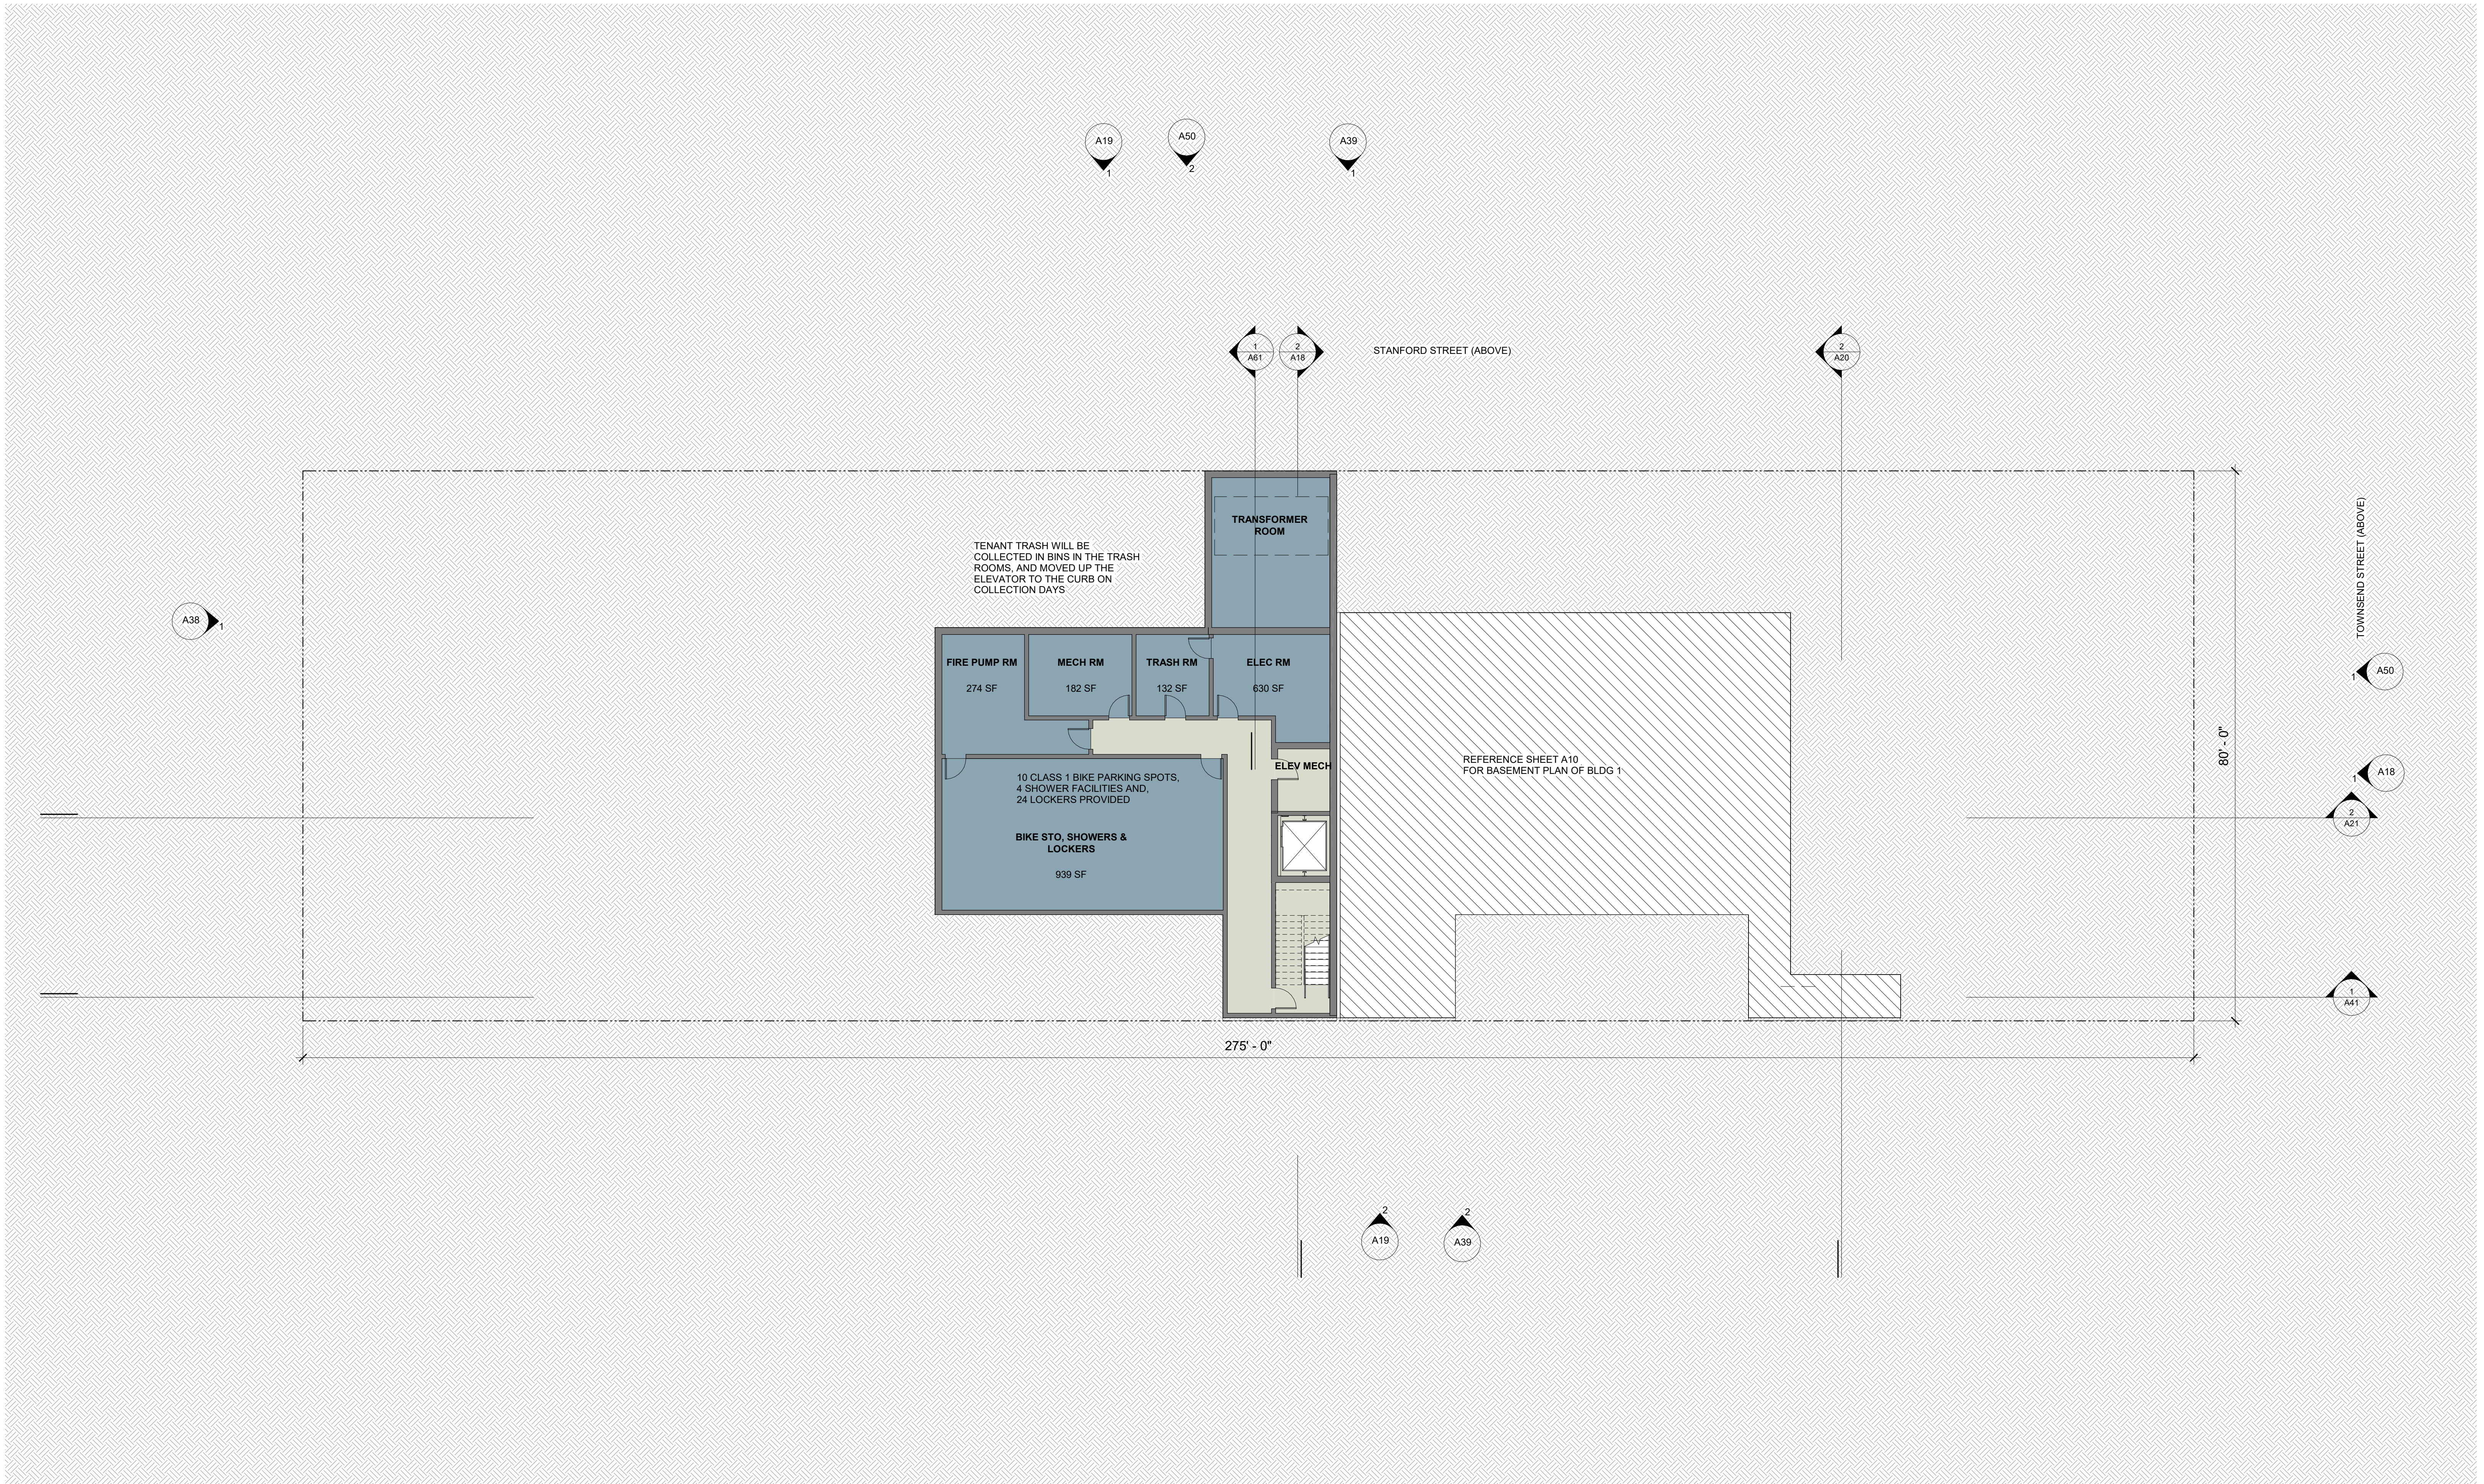 A19
1
A50
2
A39
1
1
A61
2
A18
STANFORD STREET (ABOVE)
2
A20
TRANSFORMER
ROOM
TENANT TRASH WILL BE
COLLECTED IN BINS IN THE TRASH
ROOMS, AND MOVED UP THE
ELEVATOR TO THE CURB ON
COLLECTION DAYS
TOWNSEND STREET (ABOVE)
A38
1
FIRE PUMP RM
274 SF
MECH RM
182 SF
TRASH RM
132 SF
ELEC RM
630 SF
A50
1
80' - 0"
ELEV MECH
REFERENCE SHEET A10
FOR BASEMENT PLAN OF BLDG 1
A18
1
10 CLASS 1 BIKE PARKING SPOTS,
4 SHOWER FACILITIES AND,
24 LOCKERS PROVIDED
2
A21
BIKE STO, SHOWERS &
LOCKERS
939 SF
1
A41
275' - 0"
2
A19
2
A39